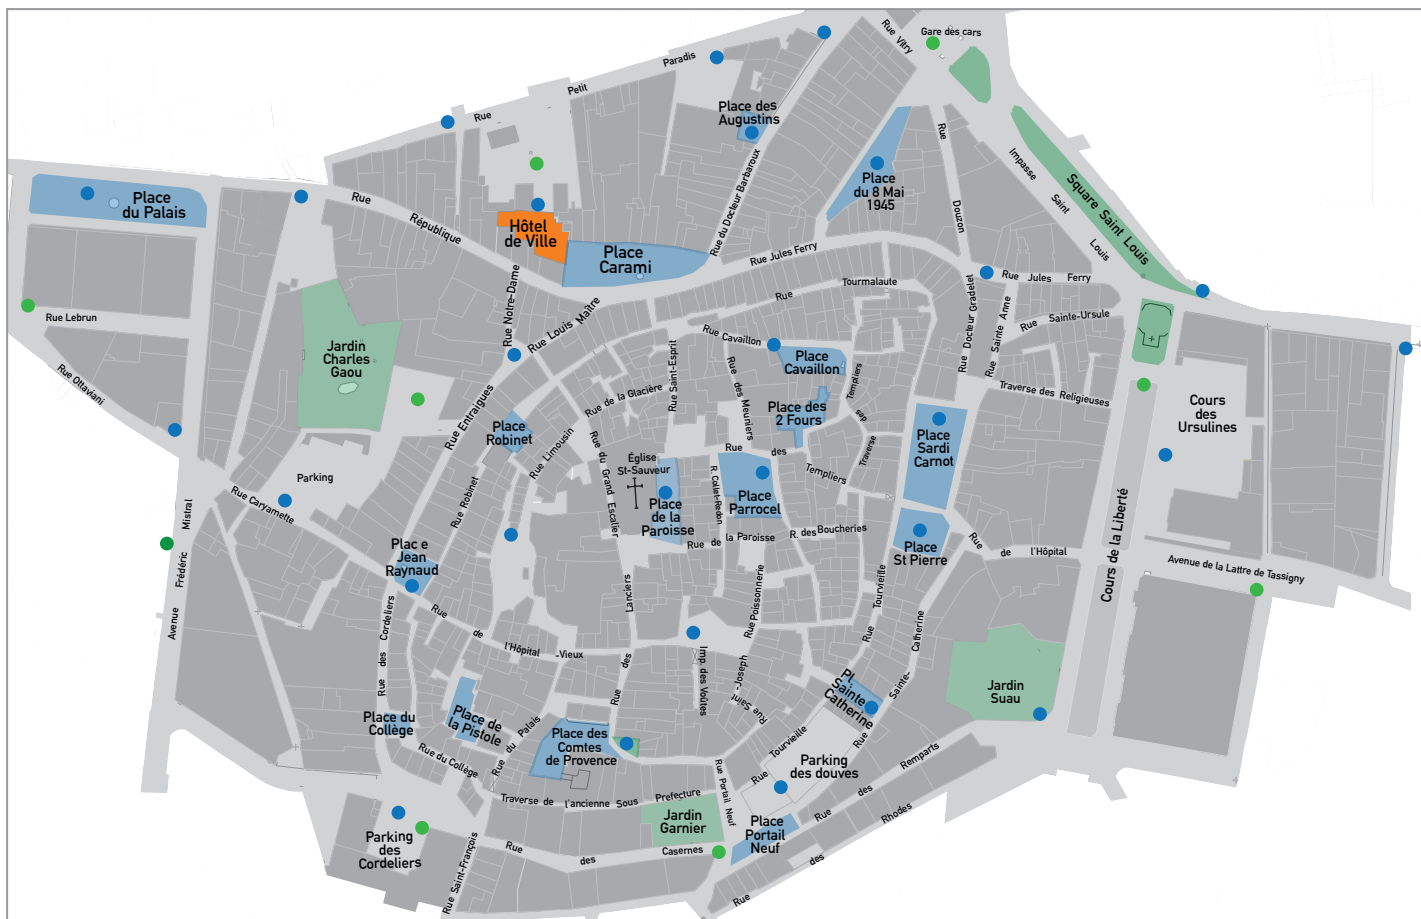 Rue Vitry
Gare des cars
Rue Petit Paradis
Place des
Augustins
Rue du Docteur Barbaroux
Place
du 8 Mai
1945
Rue Douzon
Impasse Saint Louis
Square Saint Louis
Place
du Palais
Rue République
Hôtel
de Ville
Place
Carami
Rue Jules Ferry
Rue Jules Ferry
Rue Tourmalaute
Rue Notre-Dame
Rue Louis Maître
Rue Lebrun
Rue Ottaviani
Jardin
Charles
Gaou
Rue Cavaillon
Place
Cavaillon
Rue Docteur Gradelet
Rue Sainte Anne
Rue Sainte-Ursule
Traverse des Religieuses
Rue Entraigues
Rue de la Glacière
Rue Saint-Esprit
Rue des Meuniers
Place des
2 Fours
Traverse des Templiers
Place
Robinet
Rue Limousin
Rue du Grand Escalier
Église
St-Sauveur
Rue des Templiers
Place
Sardi
Carnot
Cours
des
Ursulines
Parking
Rue Caryamette
Rue Robinet
Place
de la
Paroisse
R. Collet-Redon
Place
Parrocel
Rue de la Paroisse
R. des Boucheries
Place
St Pierre
Rue de l'Hôpital
Cours de la Liberté
Avenue de la Lattre de Tassigny
Avenue Frédéric Mistral
Plac e
Jean
Raynaud
Rue des Cordeliers
Rue de l'Hôpital -Vieux
Rue des Lanciers
Imp. des Voûtes
Rue Poissonnerie
Rue Saint-Joseph
Rue Saint-
Rue Tourvieille
Rue Sainte-Catherine
Pl.
Sainte
Catherine
Jardin
Suau
Place du
Collège
Place de
la Pistole
Rue du Collège
Rue du Palais
Place des
Comtes
de Provence
Rue Tourvieille
Parking
des douves
Rue des Remparts
Traverse de l'ancienne Sous Prefecture
Jardin
Garnier
Rue Portail Neuf
Place
Portail
Neuf
Parking
des
Cordeliers
Rue Saint-François
Rue des Casernes
Rue des Rhodes